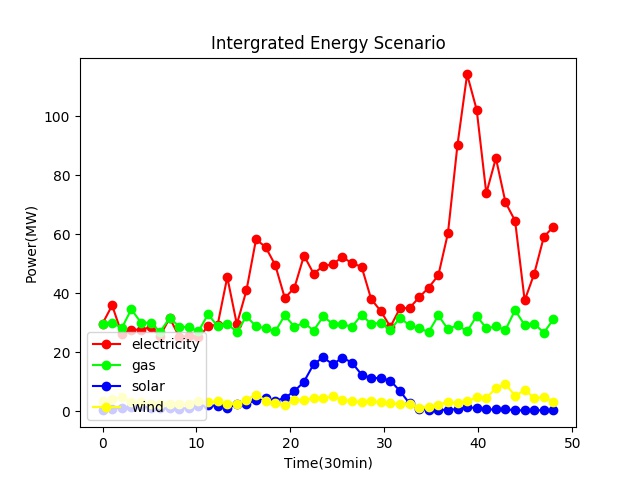 Intergrated Energy Scenario
Power(MW)
100
80
60
40
20
0
electricity
gas
solar
wind
0 10 20 30 40 50
Time(30min)